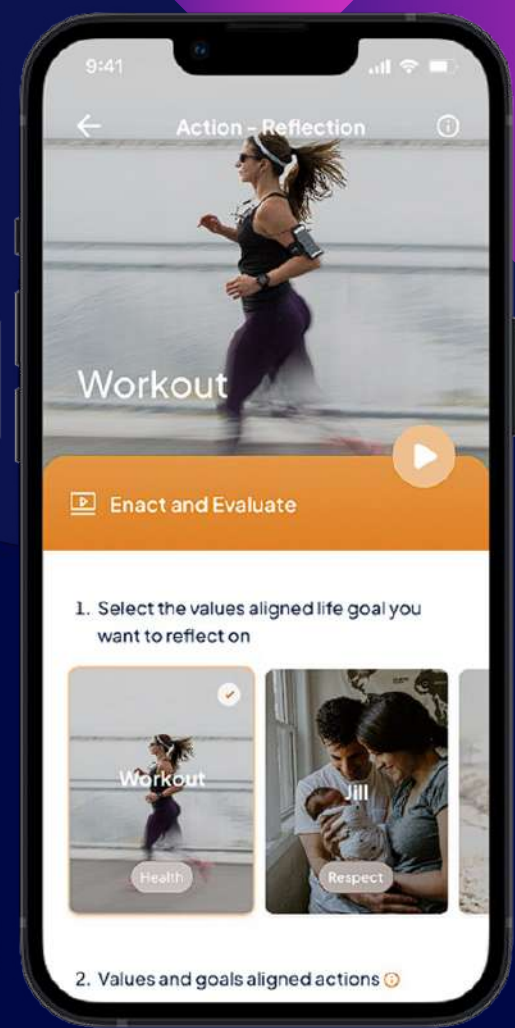 9:41
Action - Reflection
Workout
Enact and Evaluate
1. Select the values aligned life goal you
want to reflect on
Workout
Health
Jill
Respect
2. Values and goals aligned actions